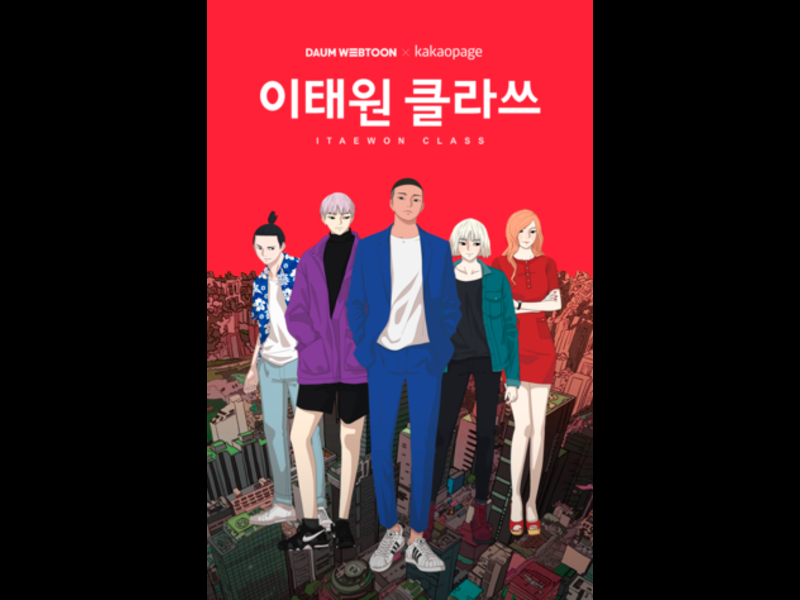 DAUM WEBTOON × kakaopage
이태원 클라쓰
ITAEWON CLASS